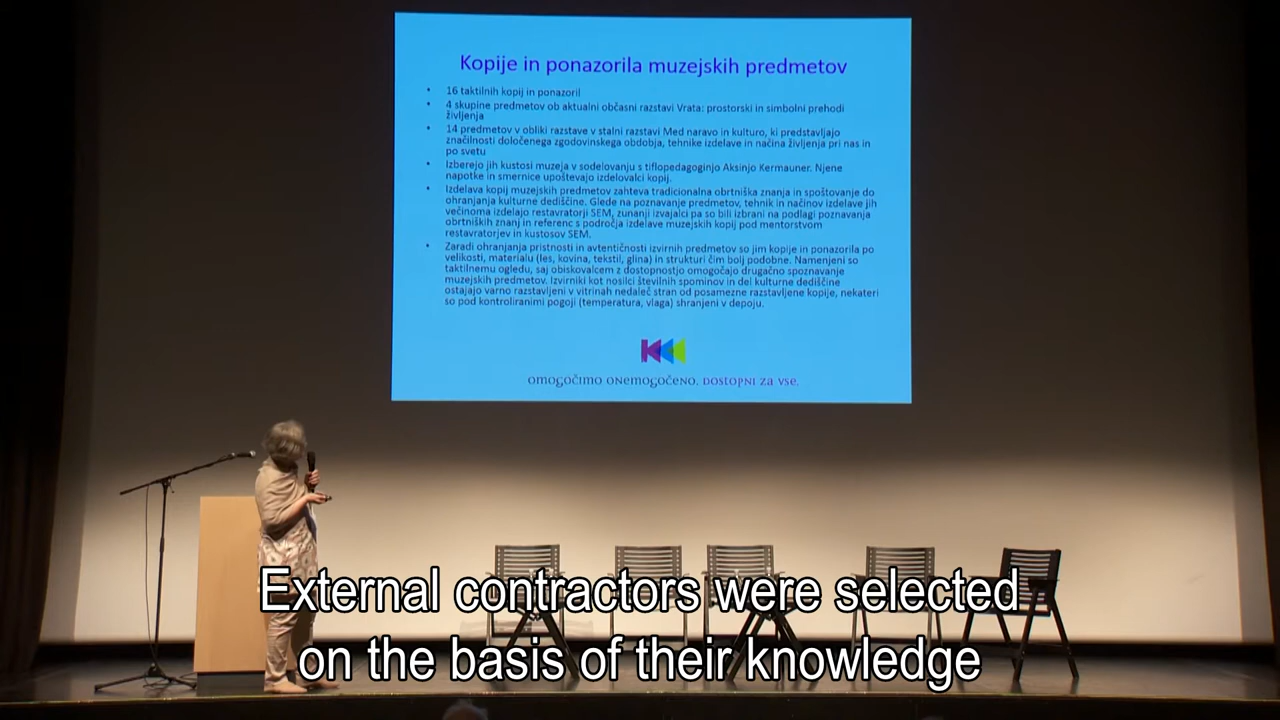 Kopije in ponazorila muzejskih predmetov
• 16 taktilnih kopij in ponazoril
• 4 skupine predmetov ob aktualni občasni razstavi Vrata: prostorski in simbolni prehodi
življenja
• 14 predmetov v obliki razstave v stalni razstavi Med naravo in kulturo, ki predstavljajo
značilnosti določenega zgodovinskega obdobja, tehnike izdelave in načina življenja pri nas in
po svetu
• Izberejo jih kustosi muzeja v sodelovanju s tiflopedagoginjo Aksinjo Kermauner. Njene
napotke in smernice upoštevajo izdelovalci kopij.
• Izdelava kopij muzejskih predmetov zahteva tradicionalna obrtniška znanja in spoštovanje do
ohranjanja kulturne dediščine. Glede na poznavanje predmetov, tehnik in načinov izdelave jih
večinoma izdelajo restavratorji SEM, zunanji izvajalci pa so bili izbrani na podlagi poznavanja
obrtniških znanj in referenc s področja izdelave muzejskih kopij pod mentorstvom
restavratorjev in kustosov SEM.
• Zaradi ohranjanja pristnosti in avtentičnosti izvirnih predmetov so jim kopije in ponazorila po
velikosti, materialu (les, kovina, tekstil, glina) in strukturi čim bolj podobne. Namenjeni so
taktilnemu ogledu, saj obiskovalcem z dostopnostjo omogočajo drugačno spoznavanje
muzejskih predmetov. Izvirniki kot nosilci številnih spominov in del kulturne dediščine
ostajajo varno razstavljeni v vitrinah nedaleč stran od posamezne razstavljene kopije, nekateri
so pod kontroliranimi pogoji (temperatura, vlaga) shranjeni v depoju.
omogočimo onemogočeno. Dostopni za vse.
External contractors were selected
on the basis of their knowledge